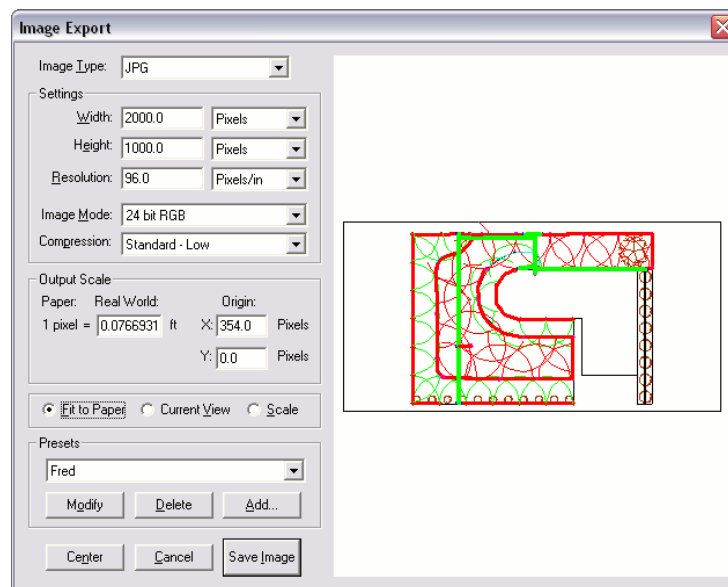 Image Export
Image Type: JPG
Settings
Width: 2000.0 Pixels
Height: 1000.0 Pixels
Resolution: 96.0 Pixels/in
Image Mode: 24 bit RGB
Compression: Standard - Low
Output Scale
Paper: Real World: Origin:
1 pixel = 0.0766931 ft X: 354.0 Pixels
Y: 0.0 Pixels
Fit to Paper Current View Scale
Presets
Fred
Modify Delete Add...
Center Cancel Save Image